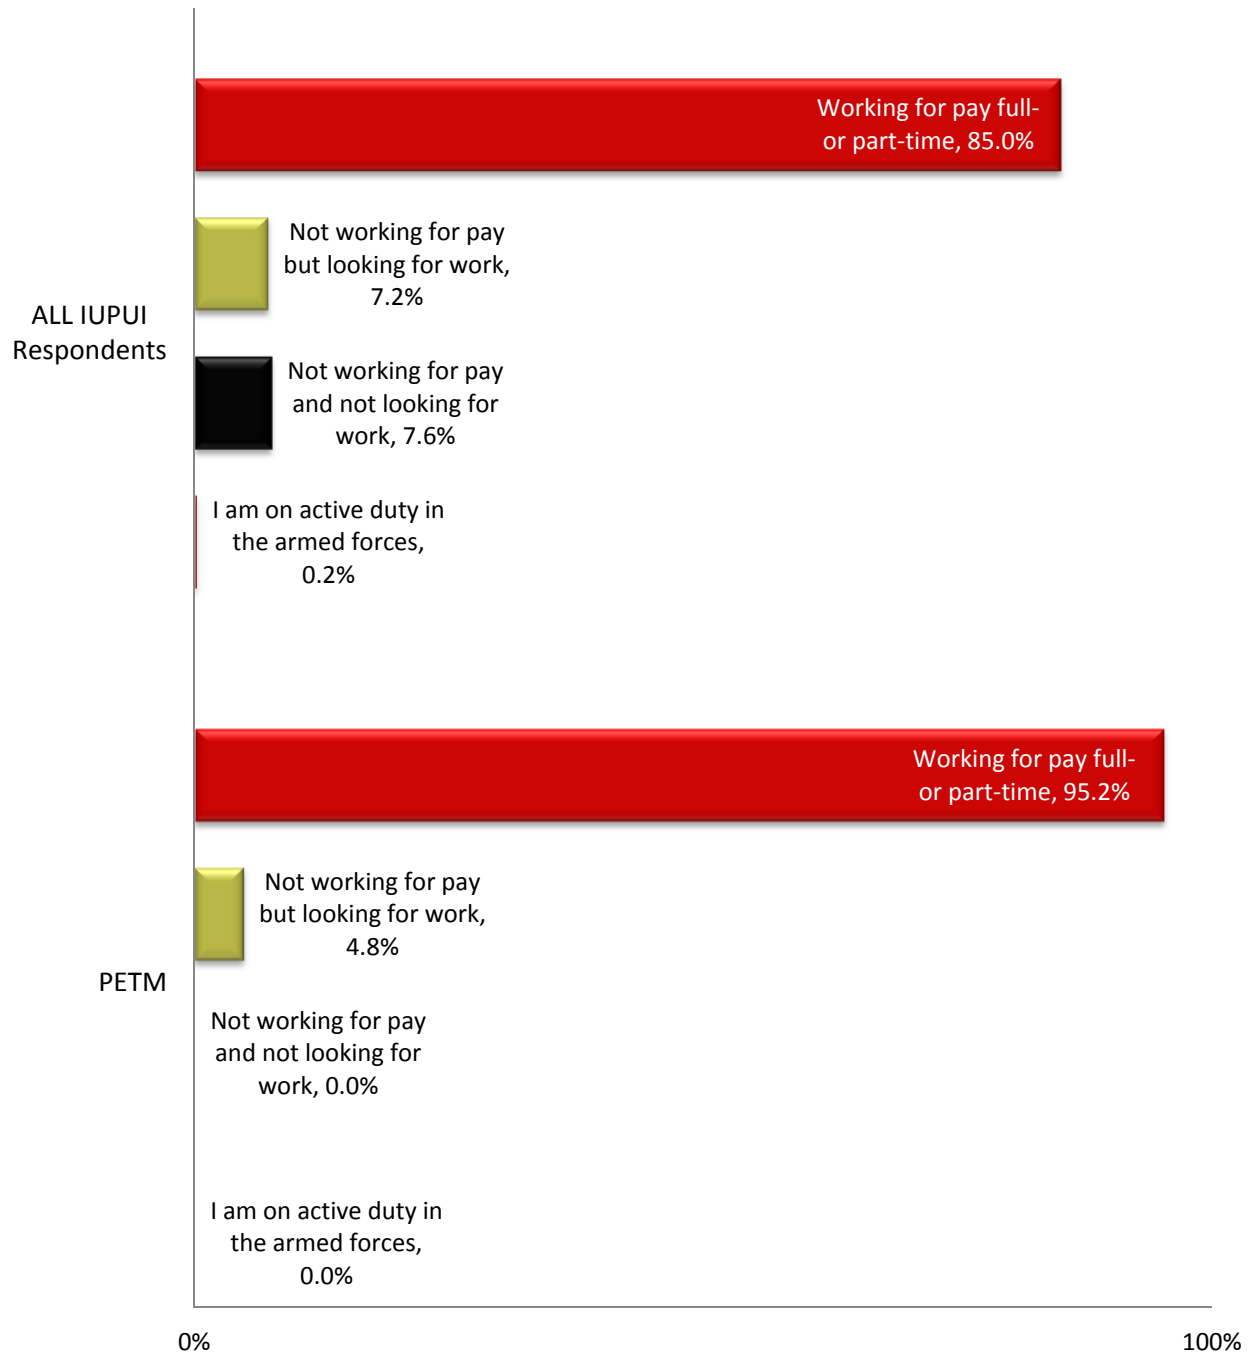 Working for pay full-
or part-time, 85.0%
Not working for pay
but looking for work,
7.2%
ALL IUPUI
Respondents
Not working for pay
and not looking for
work, 7.6%
I am on active duty in
the armed forces,
0.2%
Working for pay full-
or part-time, 95.2%
Not working for pay
but looking for work,
4.8%
PETM
Not working for pay
and not looking for
work, 0.0%
I am on active duty in
the armed forces,
0.0%
0%
100%